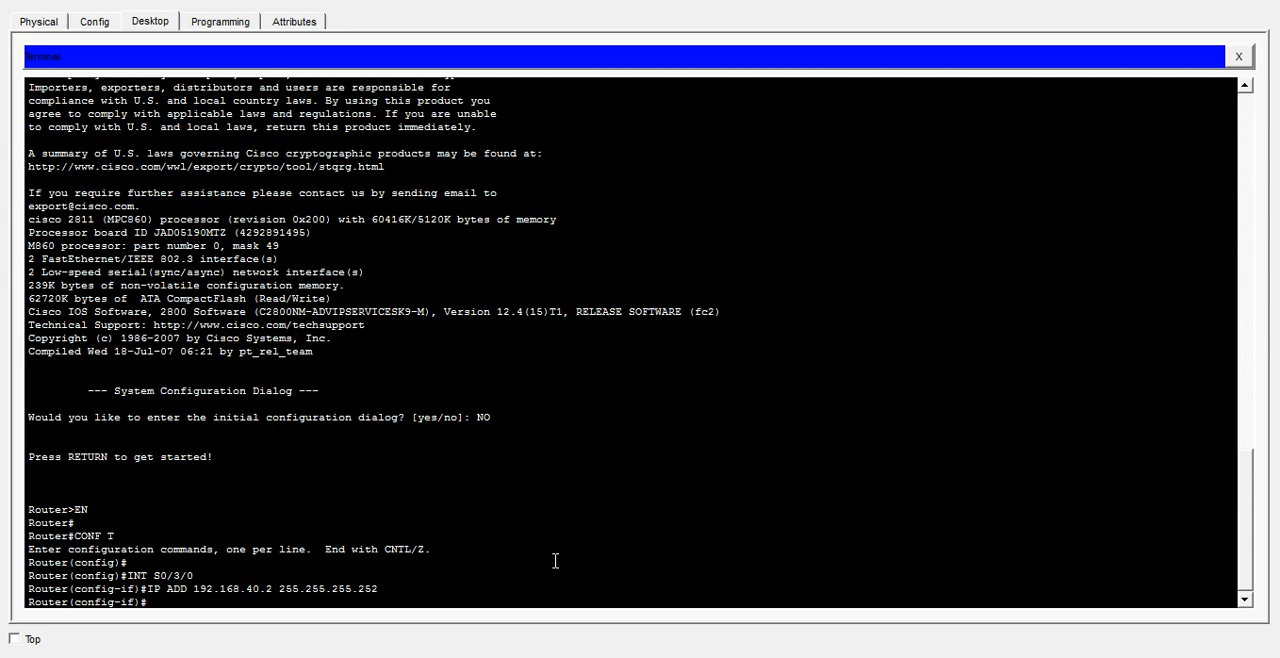 Physical
Config
Desktop
Programming
Attributes
Terminal
X
Importers, exporters, distributors and users are responsible for
compliance with U.S. and local country laws. By using this product you
agree to comply with applicable laws and regulations. If you are unable
to comply with U.S. and local laws, return this product immediately.
A summary of U.S. laws governing Cisco cryptographic products may be found at:
http://www.cisco.com/wwl/export/crypto/tool/stqrg.html
If you require further assistance please contact us by sending email to
export@cisco.com.
cisco 2811 (MPC860) processor (revision 0x200) with 60416K/5120K bytes of memory
Processor board ID JAD05190MTZ (4292891495)
M860 processor: part number 0, mask 49
2 FastEthernet/IEEE 802.3 interface(s)
2 Low-speed serial(sync/async) network interface(s)
239K bytes of non-volatile configuration memory.
62720K bytes of  ATA CompactFlash (Read/Write)
Cisco IOS Software, 2800 Software (C2800NM-ADVIPSERVICESK9-M), Version 12.4(15)T1, RELEASE SOFTWARE (fc2)
Technical Support: http://www.cisco.com/techsupport
Copyright (c) 1986-2007 by Cisco Systems, Inc.
Compiled Wed 18-Jul-07 06:21 by pt_rel_team
--- System Configuration Dialog ---
Would you like to enter the initial configuration dialog? [yes/no]: NO
Press RETURN to get started!
Router>EN
Router#
Router#CONF T
Enter configuration commands, one per line.  End with CNTL/Z.
Router(config)#
Router(config)#INT S0/3/0
Router(config-if)#IP ADD 192.168.40.2 255.255.255.252
Router(config-if)#
Top